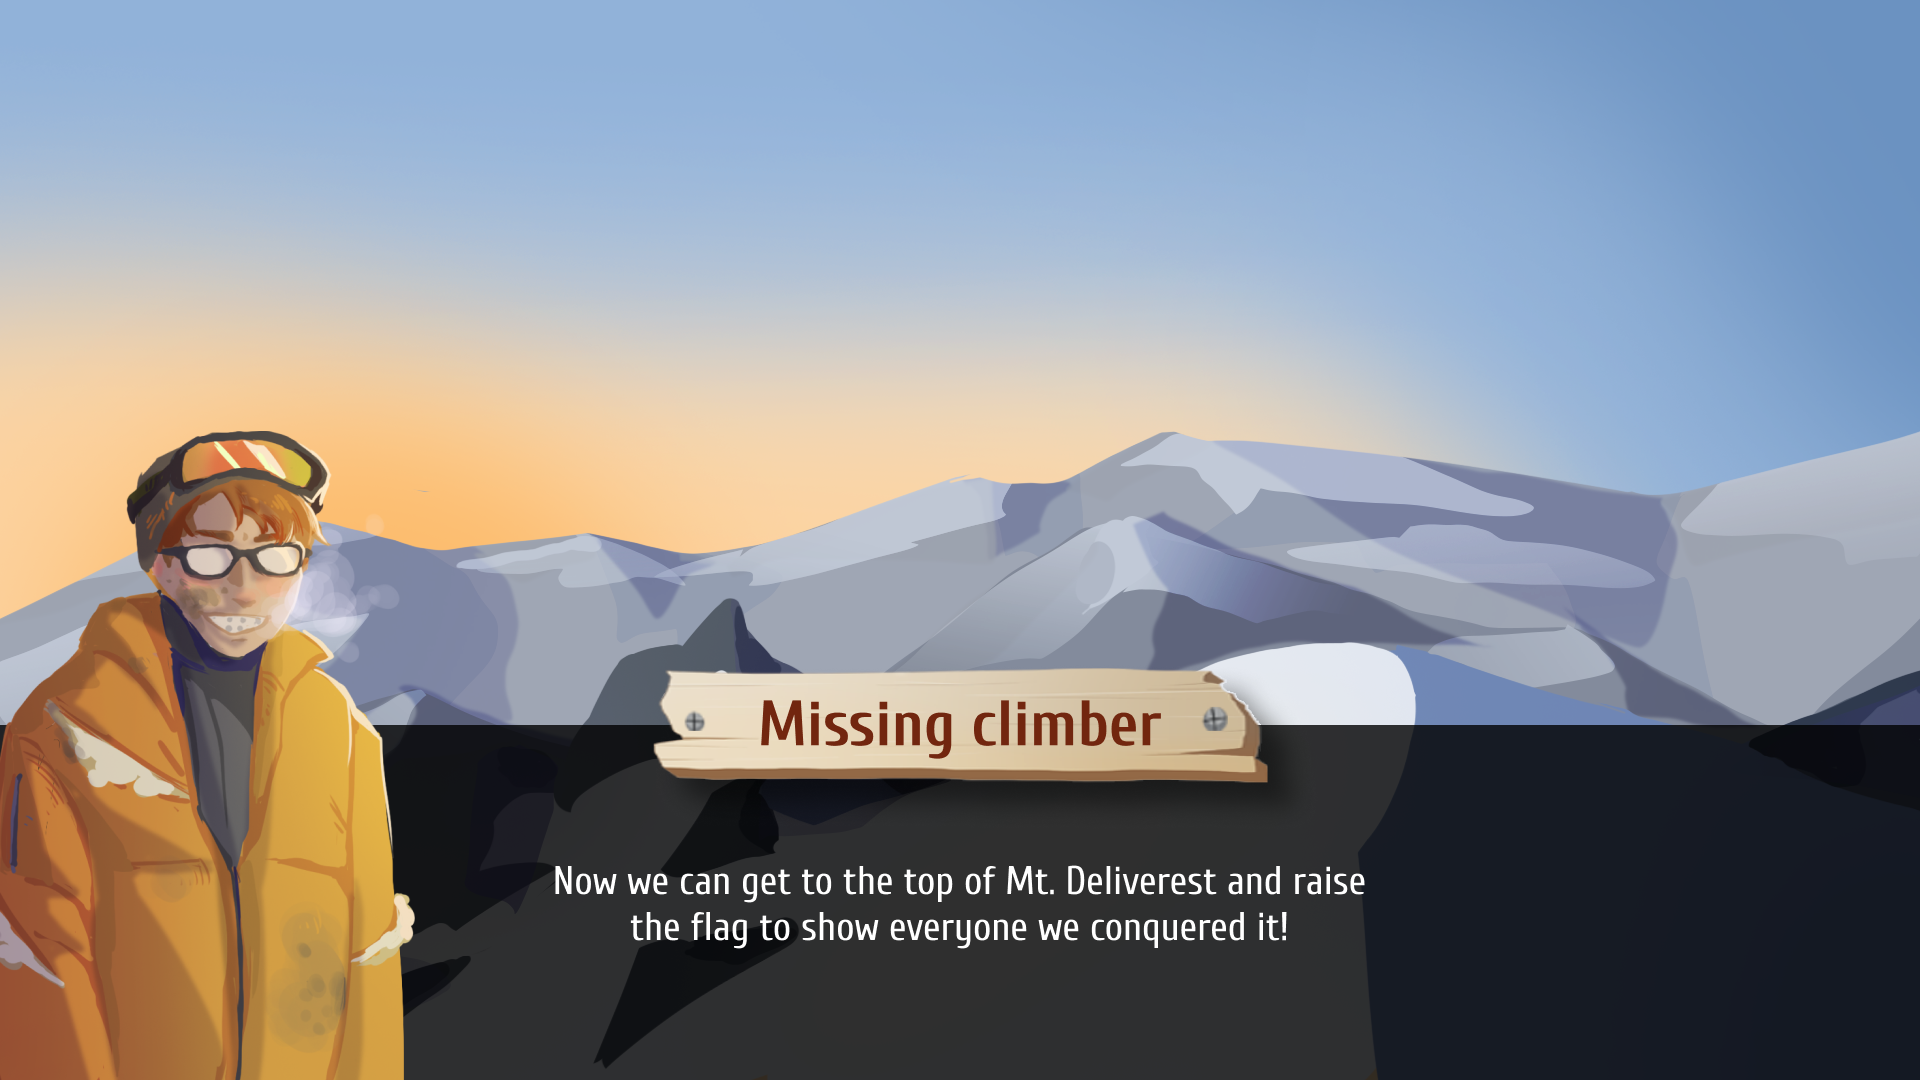 Missing climber
Now we can get to the top of Mt. Deliverest and raise
the flag to show everyone we conquered it!